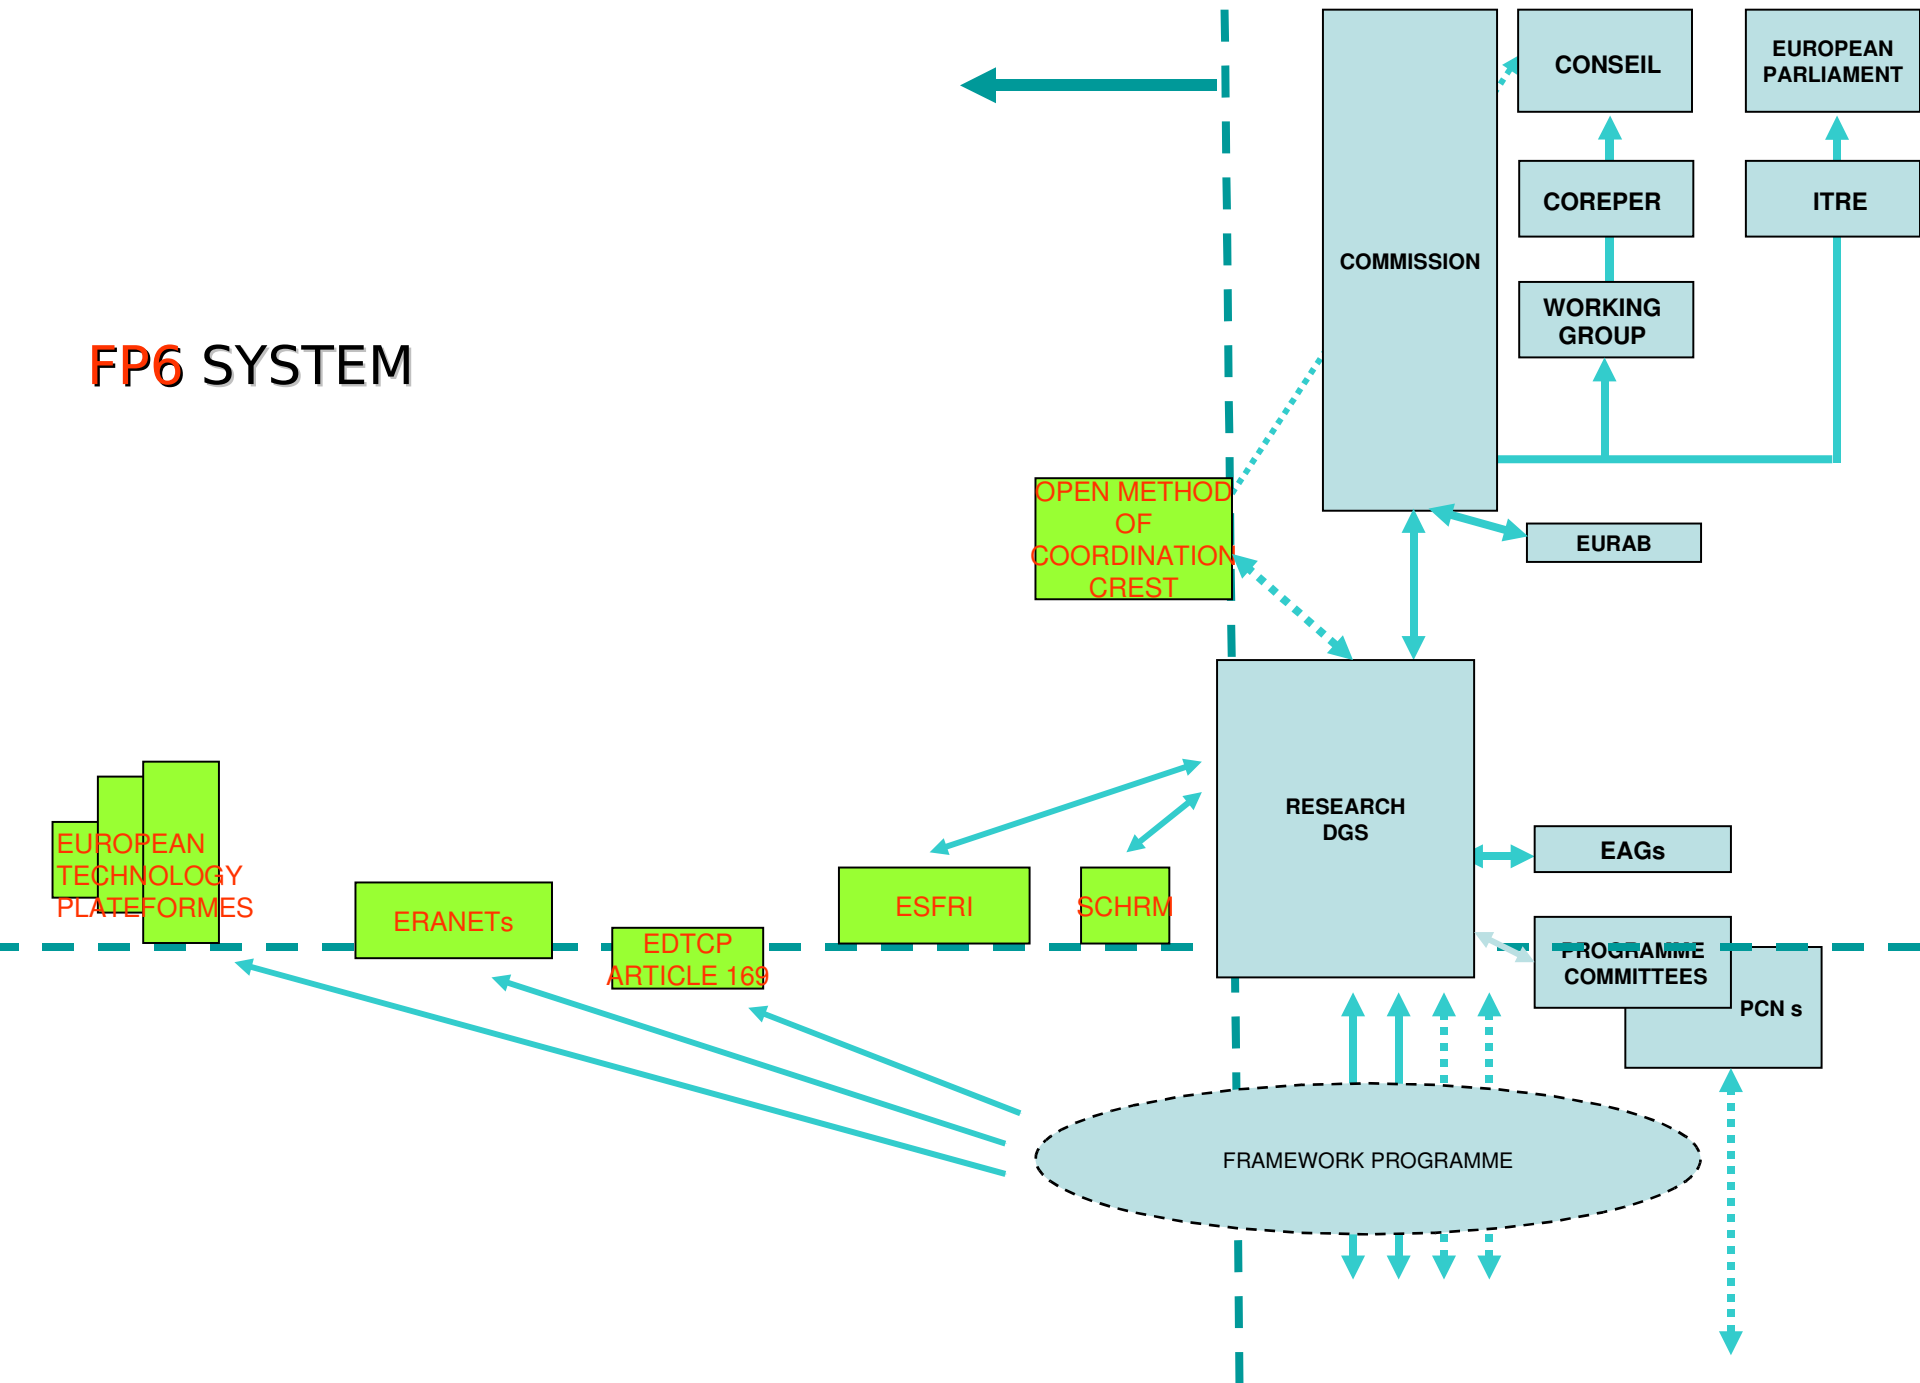 CONSEIL
EUROPEAN
PARLIAMENT
COREPER
ITRE
COMMISSION
WORKING
GROUP
FP6 SYSTEM
OPEN METHOD
OF
COORDINATION
CREST
EURAB
RESEARCH
DGS
EUROPEAN
TECHNOLOGY
PLATEFORMES
ERANETs
EDTCP
ARTICLE 169
ESFRI
SCHRM
EAGs
PROGRAMME
COMMITTEES
PCN s
FRAMEWORK PROGRAMME